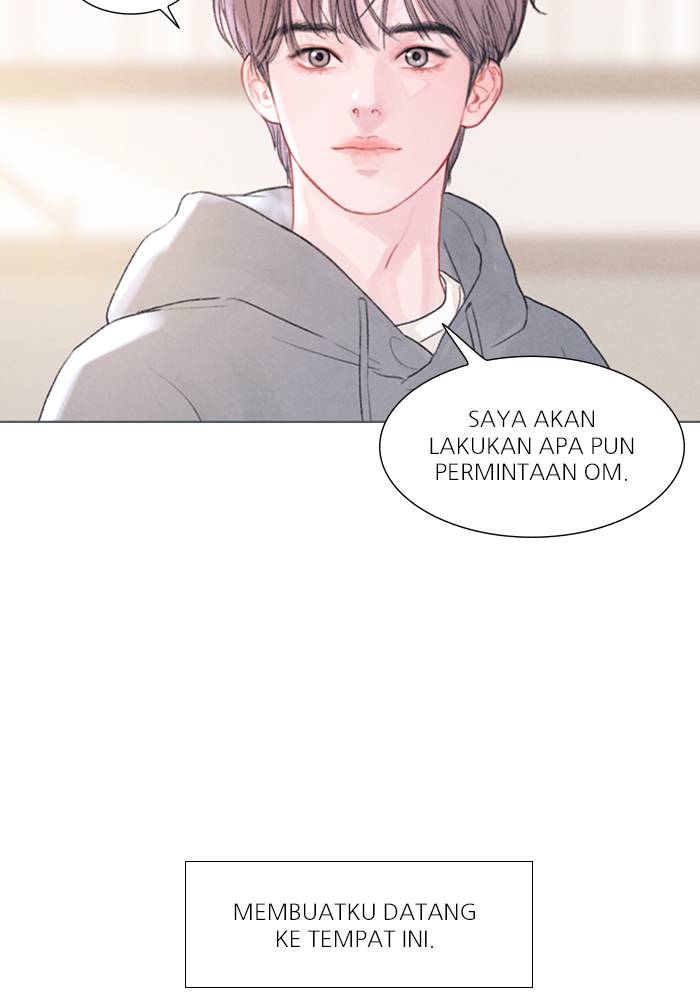 SAYA AKAN
LAKUKAN APA PUN
PERMINTAAN OM.
MEMBUATKU DATANG
KE TEMPAT INI.